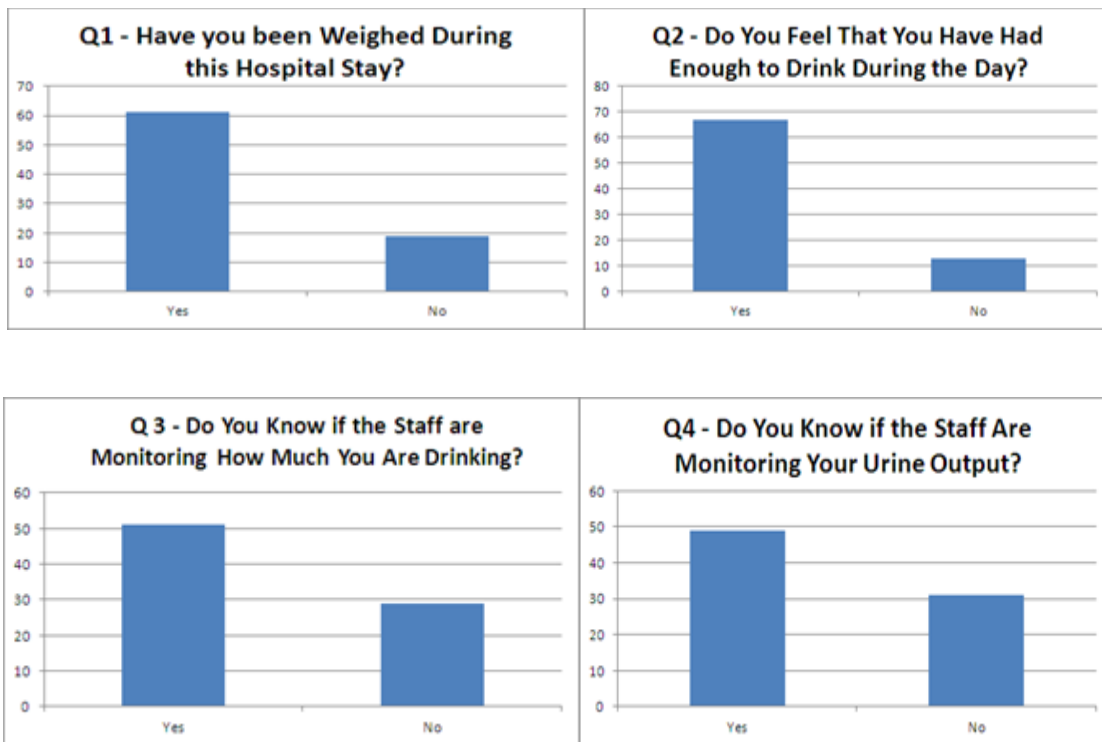 Q1 - Have you been Weighed During
this Hospital Stay?
70
60
50
40
30
20
10
0
Yes No
Q2 - Do You Feel That You Have Had
Enough to Drink During the Day?
80
70
60
50
40
30
20
10
0
Yes No
Q 3 - Do You Know if the Staff are
Monitoring How Much You Are Drinking?
60
50
40
30
20
10
0
Yes No
Q4 - Do You Know if the Staff Are
Monitoring Your Urine Output?
60
50
40
30
20
10
0
Yes No